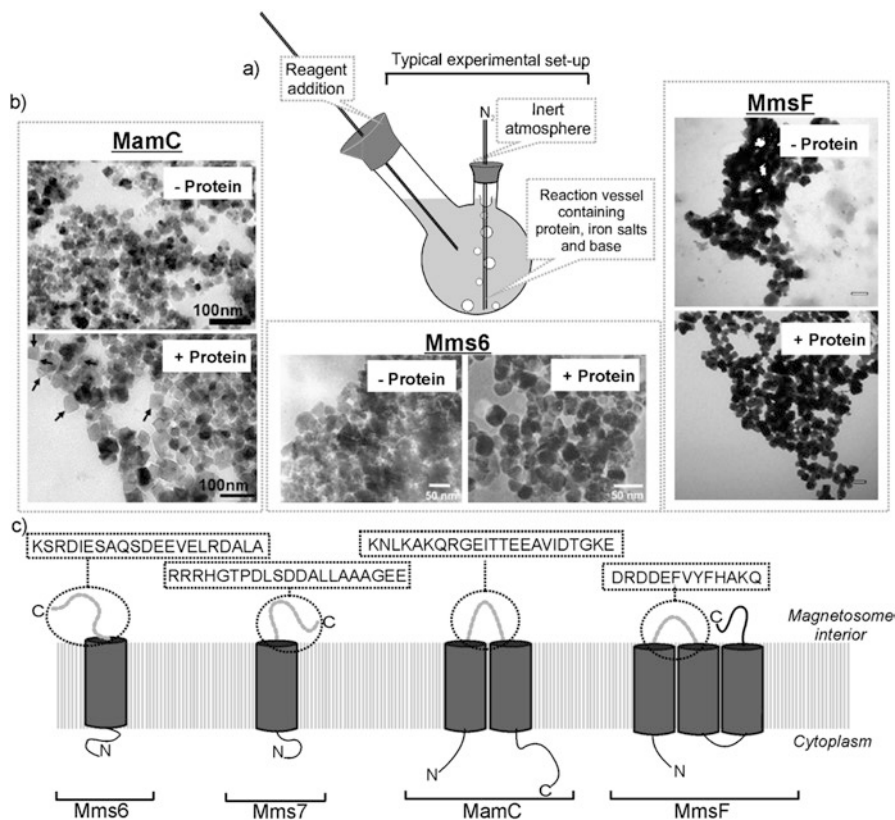 a)
Typical experimental set-up
Reagent
addition
N₂
Inert
atmosphere
Reaction vessel
containing
protein, iron salts
and base
b)
MamC
- Protein
100nm
+ Protein
100nm
Mms6
- Protein
50 nm
+ Protein
50 nm
MmsF
- Protein
+ Protein
c)
KSRDIESAQSDEEVELRDALA
RRRHGTPDLSDDALLAAAGEE
KNLKAKQRGEITTEEAVIDTGKE
DRDDEFVYFHAKQ
C
C
C
Magnetosome
interior
Cytoplasm
N
N
N
C
N
Mms6
Mms7
MamC
MmsF